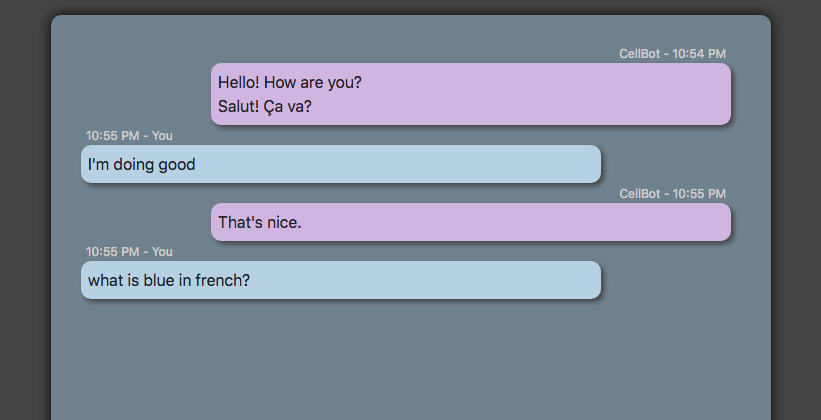 CellBot - 10:54 PM
Hello! How are you?
Salut! Ça va?
10:55 PM - You
I'm doing good
CellBot - 10:55 PM
That's nice.
10:55 PM - You
what is blue in french?